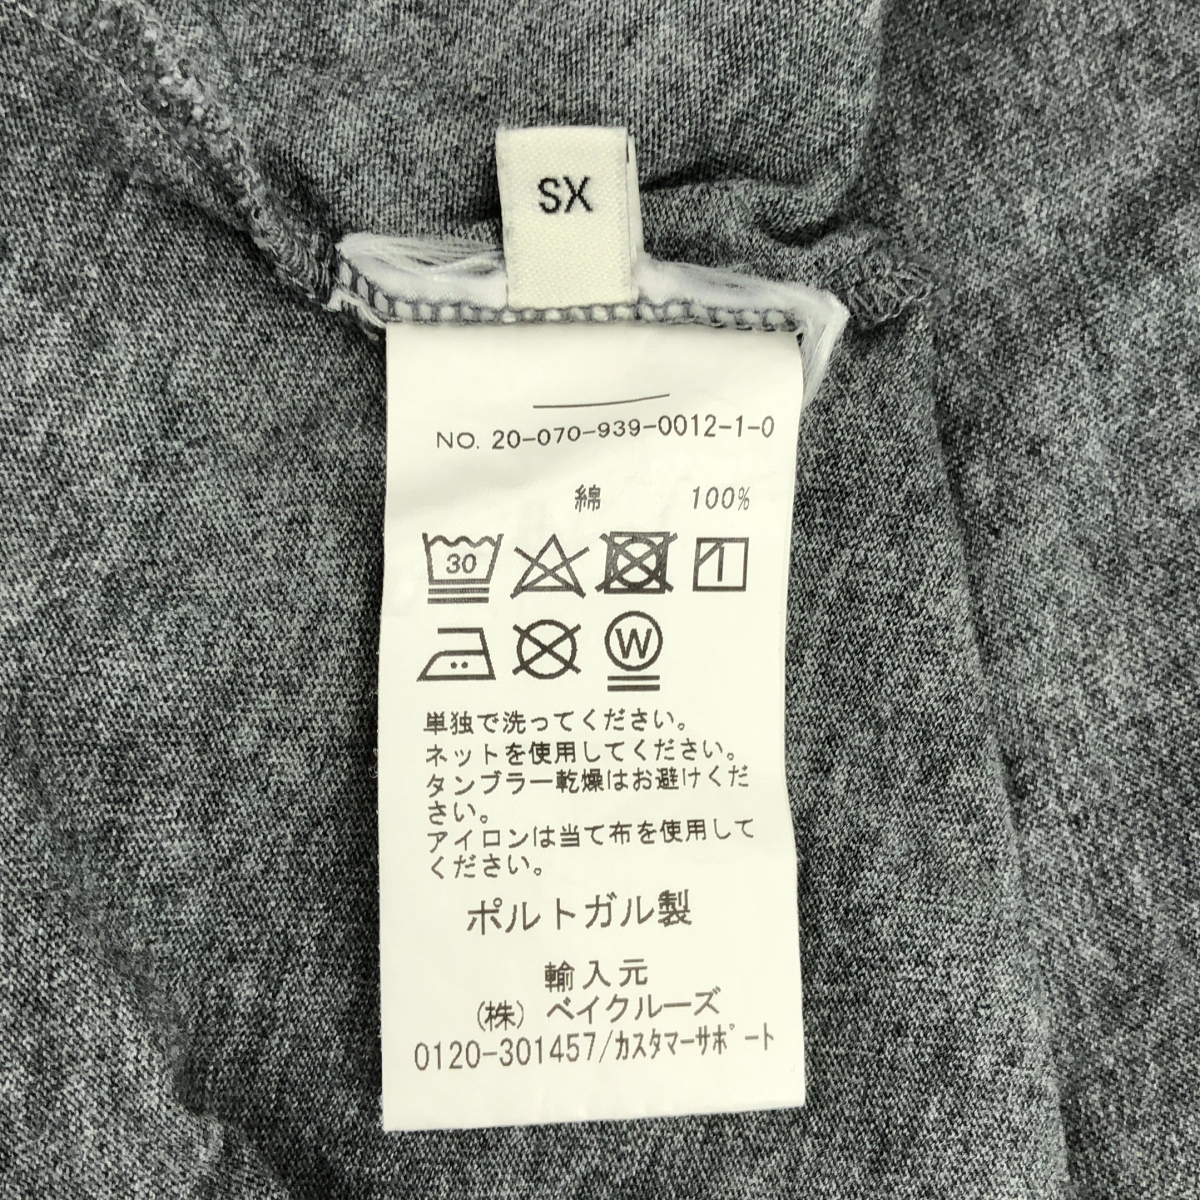 SX
NO. 20-070-939-0012-1-0
綿 100%
30
W
単独で洗ってください。
ネットを使用してください。
タンブラー乾燥はお避けくだ
さい。
アイロンは当て布を使用して
ください。
ポルトガル製
輸入元
(株) ベイクルーズ
0120-301457/ｶｽﾀﾏｰｻﾎﾟｰﾄ